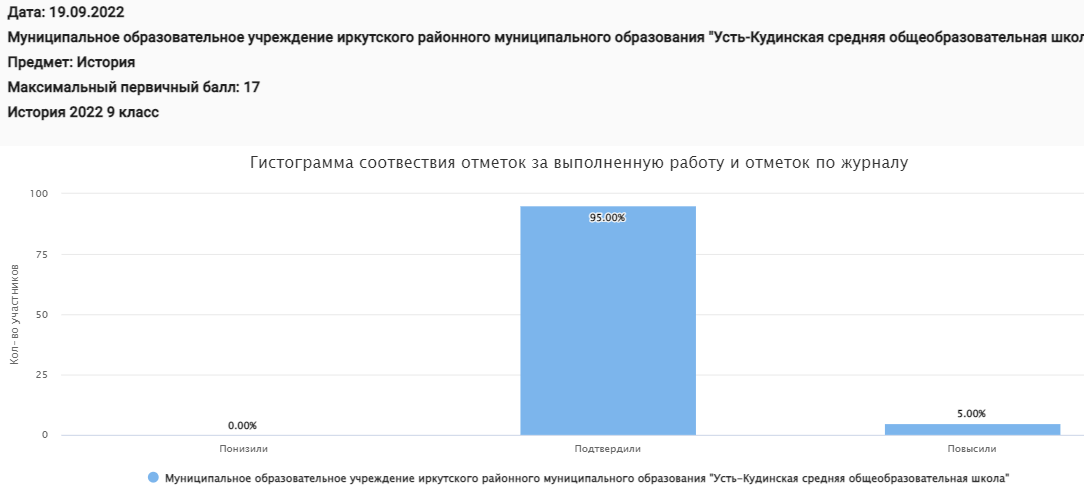 Дата: 19.09.2022
Муниципальное образовательное учреждение иркутского районного муниципального образования "Усть-Кудинская средняя общеобразовательная
Предмет: История
Максимальный первичный балл: 17
История 2022 9 класс
Гистограмма соотвествия отметок за выполненную работу и отметок по журналу
Кол-во участников
100
75
50
25
0
0.00%
95.00%
5.00%
Понизили
Подтвердили
Повысили
Муниципальное образовательное учреждение иркутского районного муниципального образования "Усть-Кудинская средняя общеобразовательная школа"